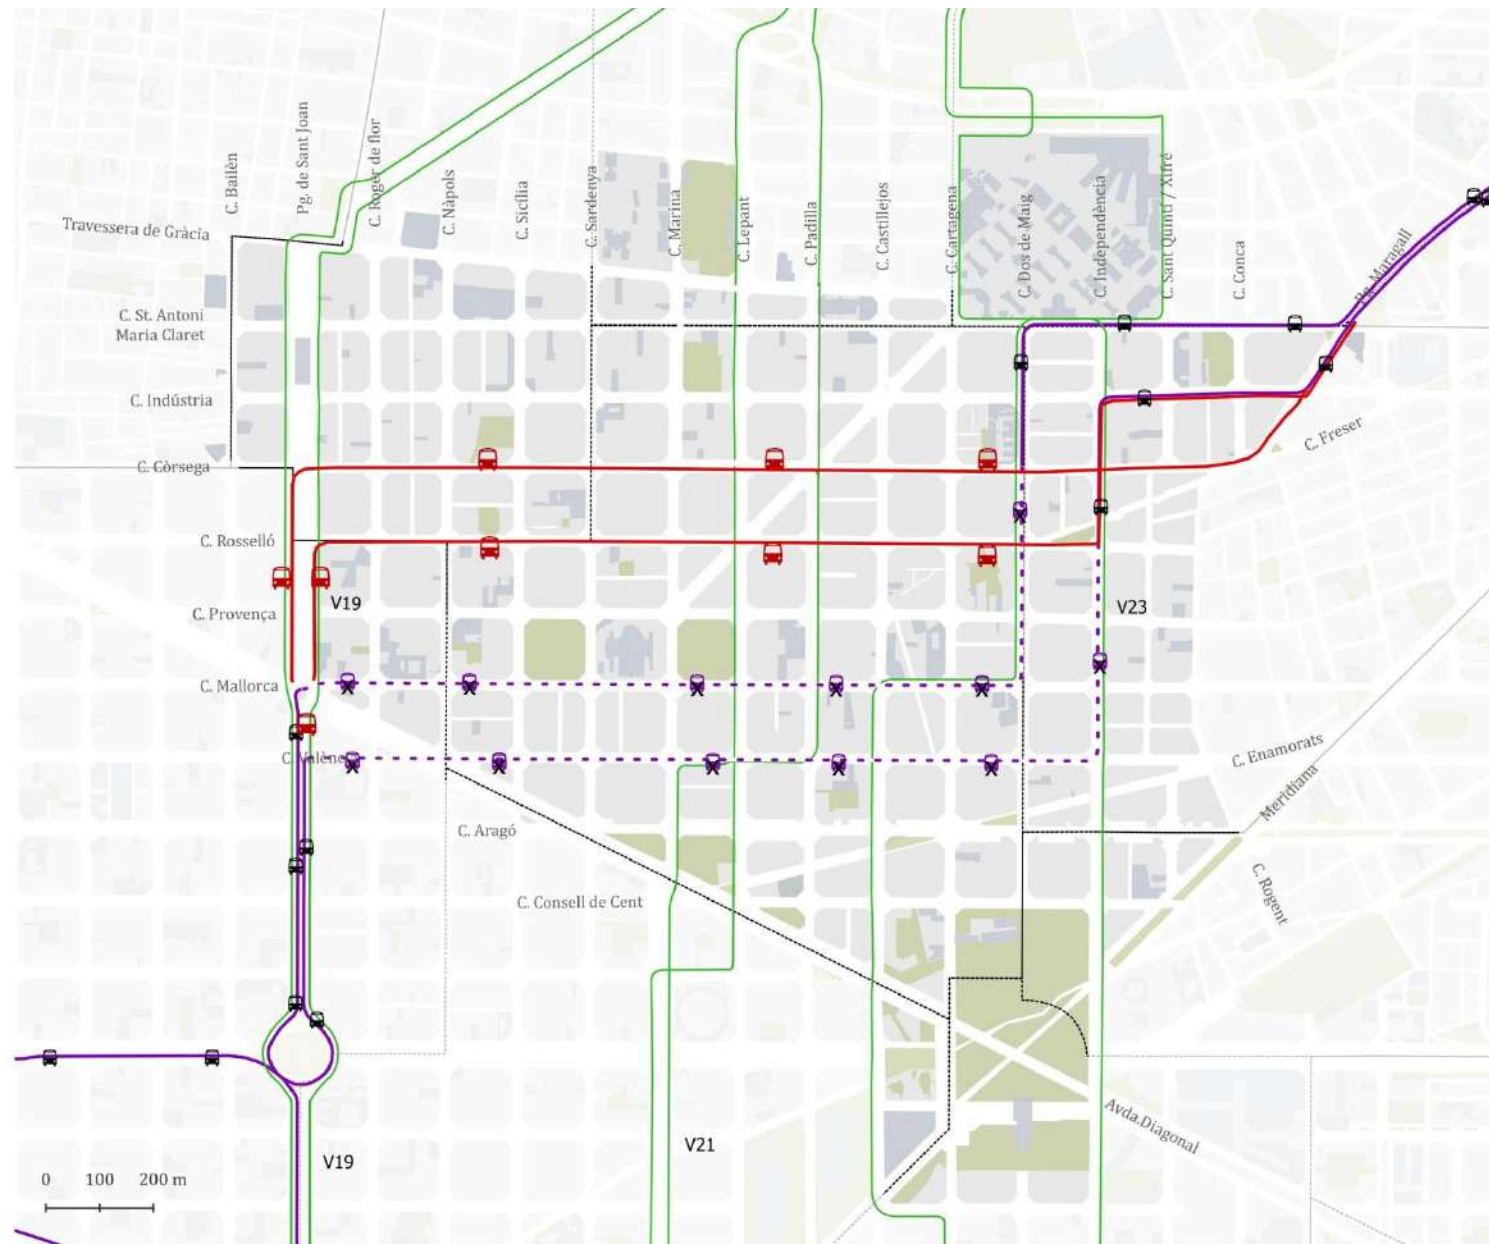 C. Bailèn
Pg. de Sant Joan
C. Roger de flor
C. Nàpols
C. Sicília
C. Sardenya
C. Marina
C. Lepant
C. Padilla
C. Castillejos
C. Cartagena
C. Dos de Maig
C. Independència
C. Sant Quintí / Xifré
C. Conca
Pg. Maragall
Travessera de Gràcia
C. St. Antoni
Maria Claret
C. Indústria
C. Freser
C. Còrsega
C. Rosselló
C. Provença
V19
V23
C. Mallorca
C. València
C. Enamorats
Meridiana
C. Aragó
C. Rogent
C. Consell de Cent
Avda.Diagonal
V21
V19
0 100 200 m